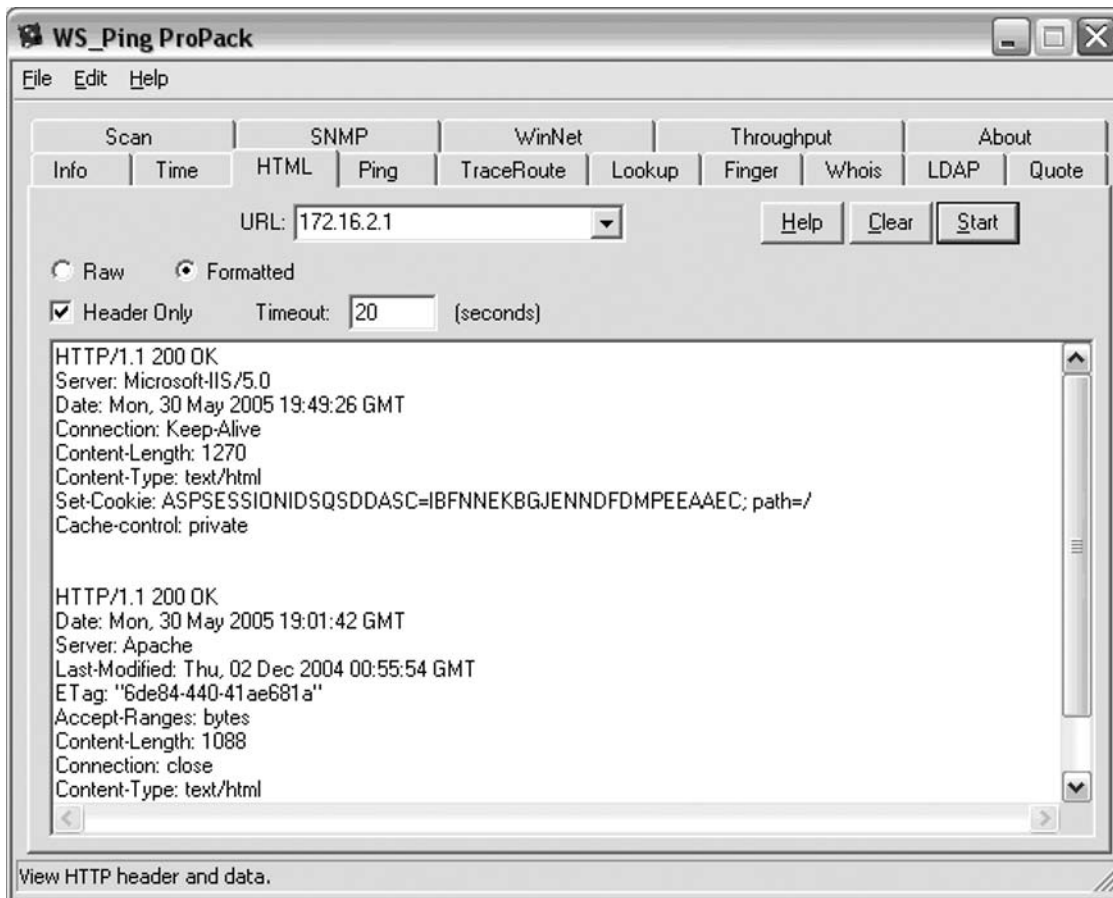 WS_Ping ProPack
File Edit Help
Scan SNMP WinNet Throughput About
Info Time HTML Ping TraceRoute Lookup Finger Whois LDAP Quote
URL: 172.16.2.1 Help Clear Start
Raw Formatted
Header Only Timeout: 20 (seconds)
HTTP/1.1 200 OK
Server: Microsoft-IIS/5.0
Date: Mon, 30 May 2005 19:49:26 GMT
Connection: Keep-Alive
Content-Length: 1270
Content-Type: text/html
Set-Cookie: ASPSESSIONIDSQSDDASC=IBFNNEKBGJENNDFDMPEEAAEC; path=/
Cache-control: private
HTTP/1.1 200 OK
Date: Mon, 30 May 2005 19:01:42 GMT
Server: Apache
Last-Modified: Thu, 02 Dec 2004 00:55:54 GMT
ETag: "6de84-440-41ae681a"
Accept-Ranges: bytes
Content-Length: 1088
Connection: close
Content-Type: text/html
View HTTP header and data.